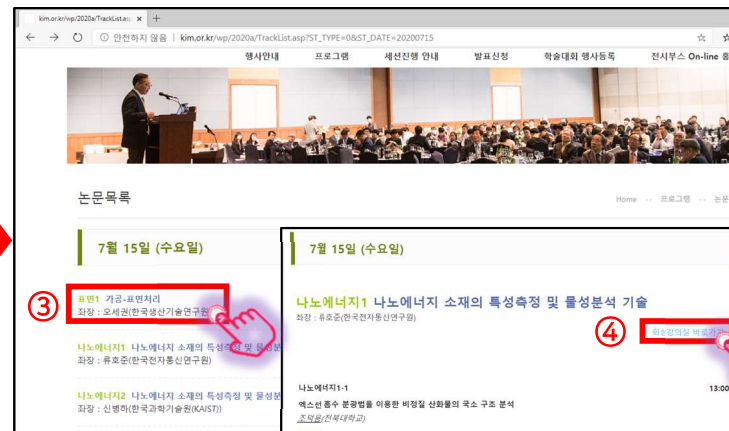 kim.or.kr/wp/2020a/TrackList.as
안전하지 않음 | kim.or.kr/wp/2020a/TrackList.asp?ST_TYPE=0&ST_DATE=20200715
행사안내 프로그램 세션진행 안내 발표신청 학술대회 행사등록 전시부스 On-line 홍
논문목록
Home 프로그램 논문
7월 15일 (수요일)
③
표면1 가공-표면처리
좌장 : 오세권(한국생산기술연구원
나노에너지1 나노에너지 소재의 특성측정 및 물성분
좌장 : 류호준(한국전자통신연구원)
나노에너지2 나노에너지 소재의 특성측정 및 물성분
좌장 : 신병하(한국과학기술원(KAIST))
7월 15일 (수요일)
나노에너지1 나노에너지 소재의 특성측정 및 물성분석 기술
좌장 : 류호준(한국전자통신연구원)
④
화상강의실 바로가기
나노에너지1-1 13:00
엑스선 흡수 분광법을 이용한 비정질 산화물의 국소 구조 분석
조덕용(전북대학교)